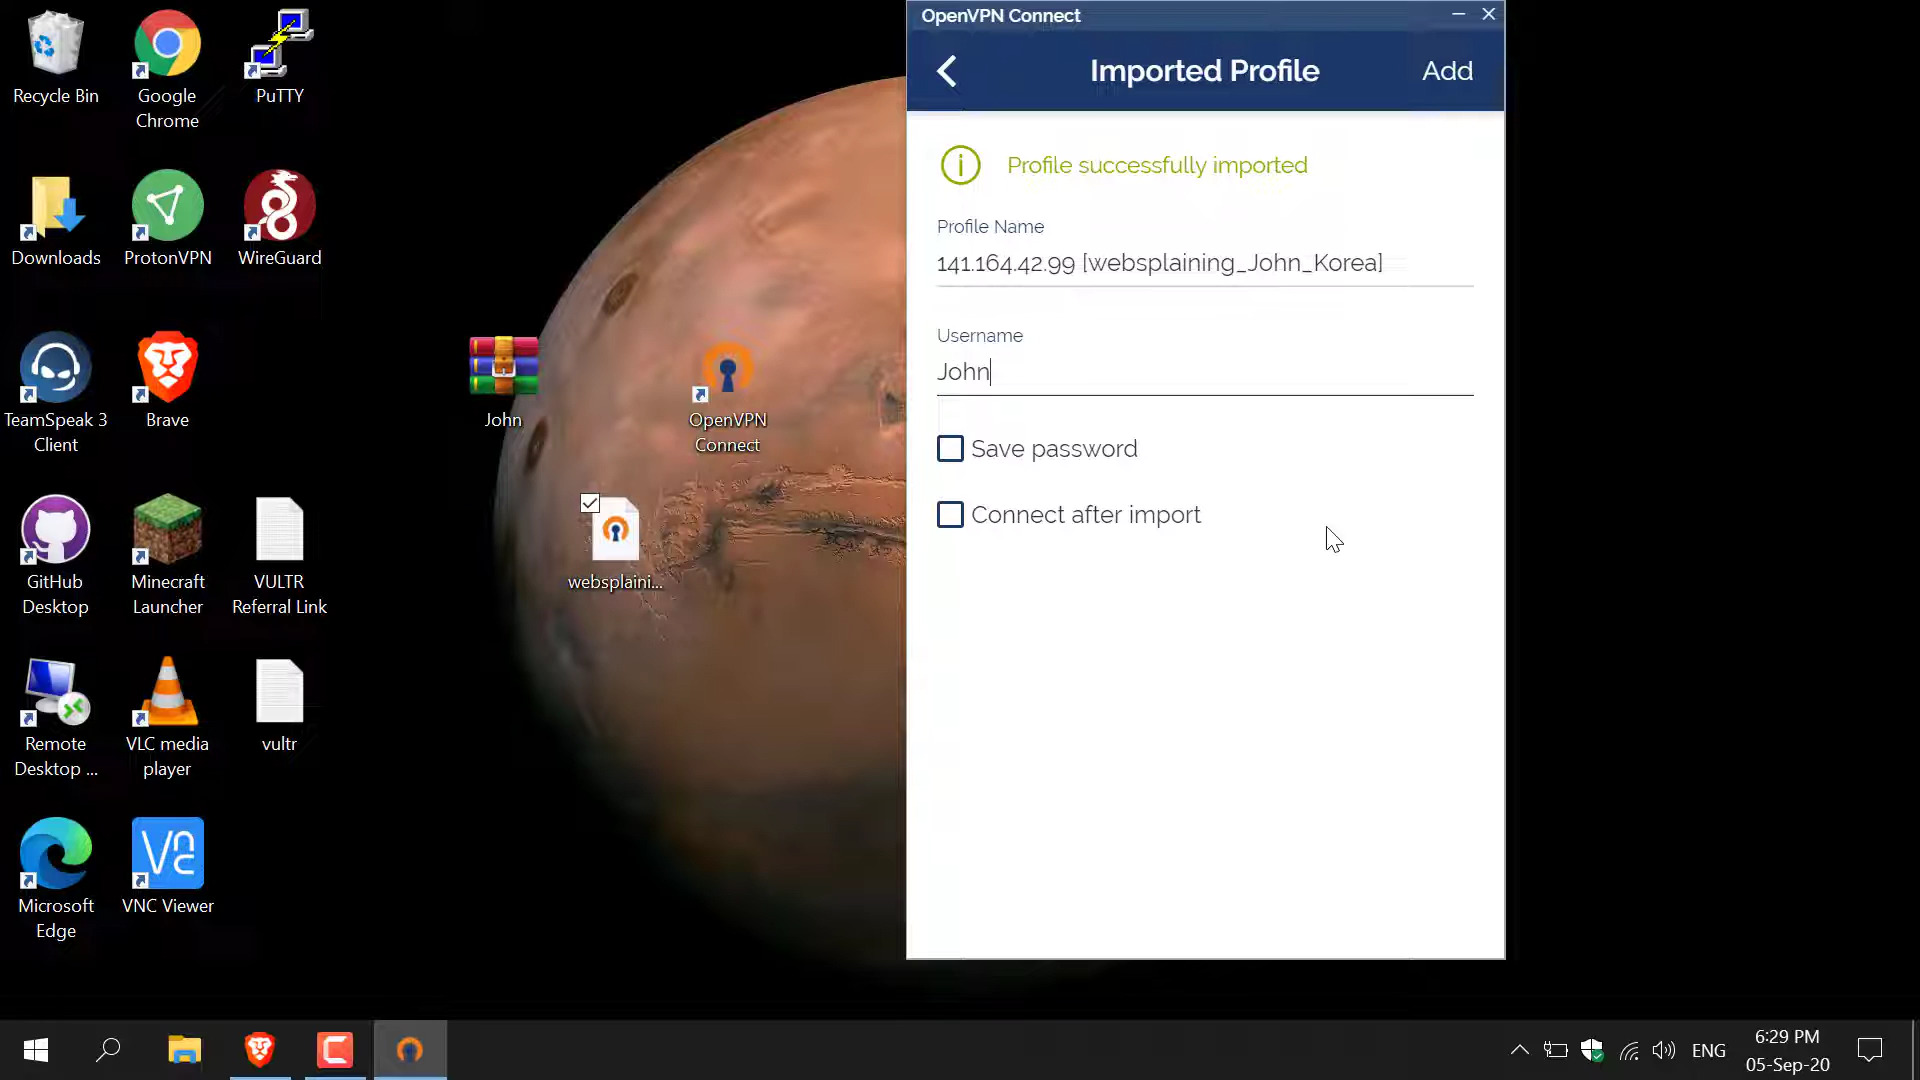 Recycle Bin
Google
Chrome
PuTTY
Downloads
ProtonVPN
WireGuard
TeamSpeak 3
Client
Brave
GitHub
Desktop
Minecraft
Launcher
VULTR
Referral Link
Remote
Desktop ...
VLC media
player
vultr
Microsoft
Edge
VNC Viewer
John
OpenVPN
Connect
websplaini...
OpenVPN Connect
Imported Profile
Add
Profile successfully imported
Profile Name
141.164.42.99 [websplaining_John_Korea]
Username
John
Save password
Connect after import
ENG
6:29 PM
05-Sep-20